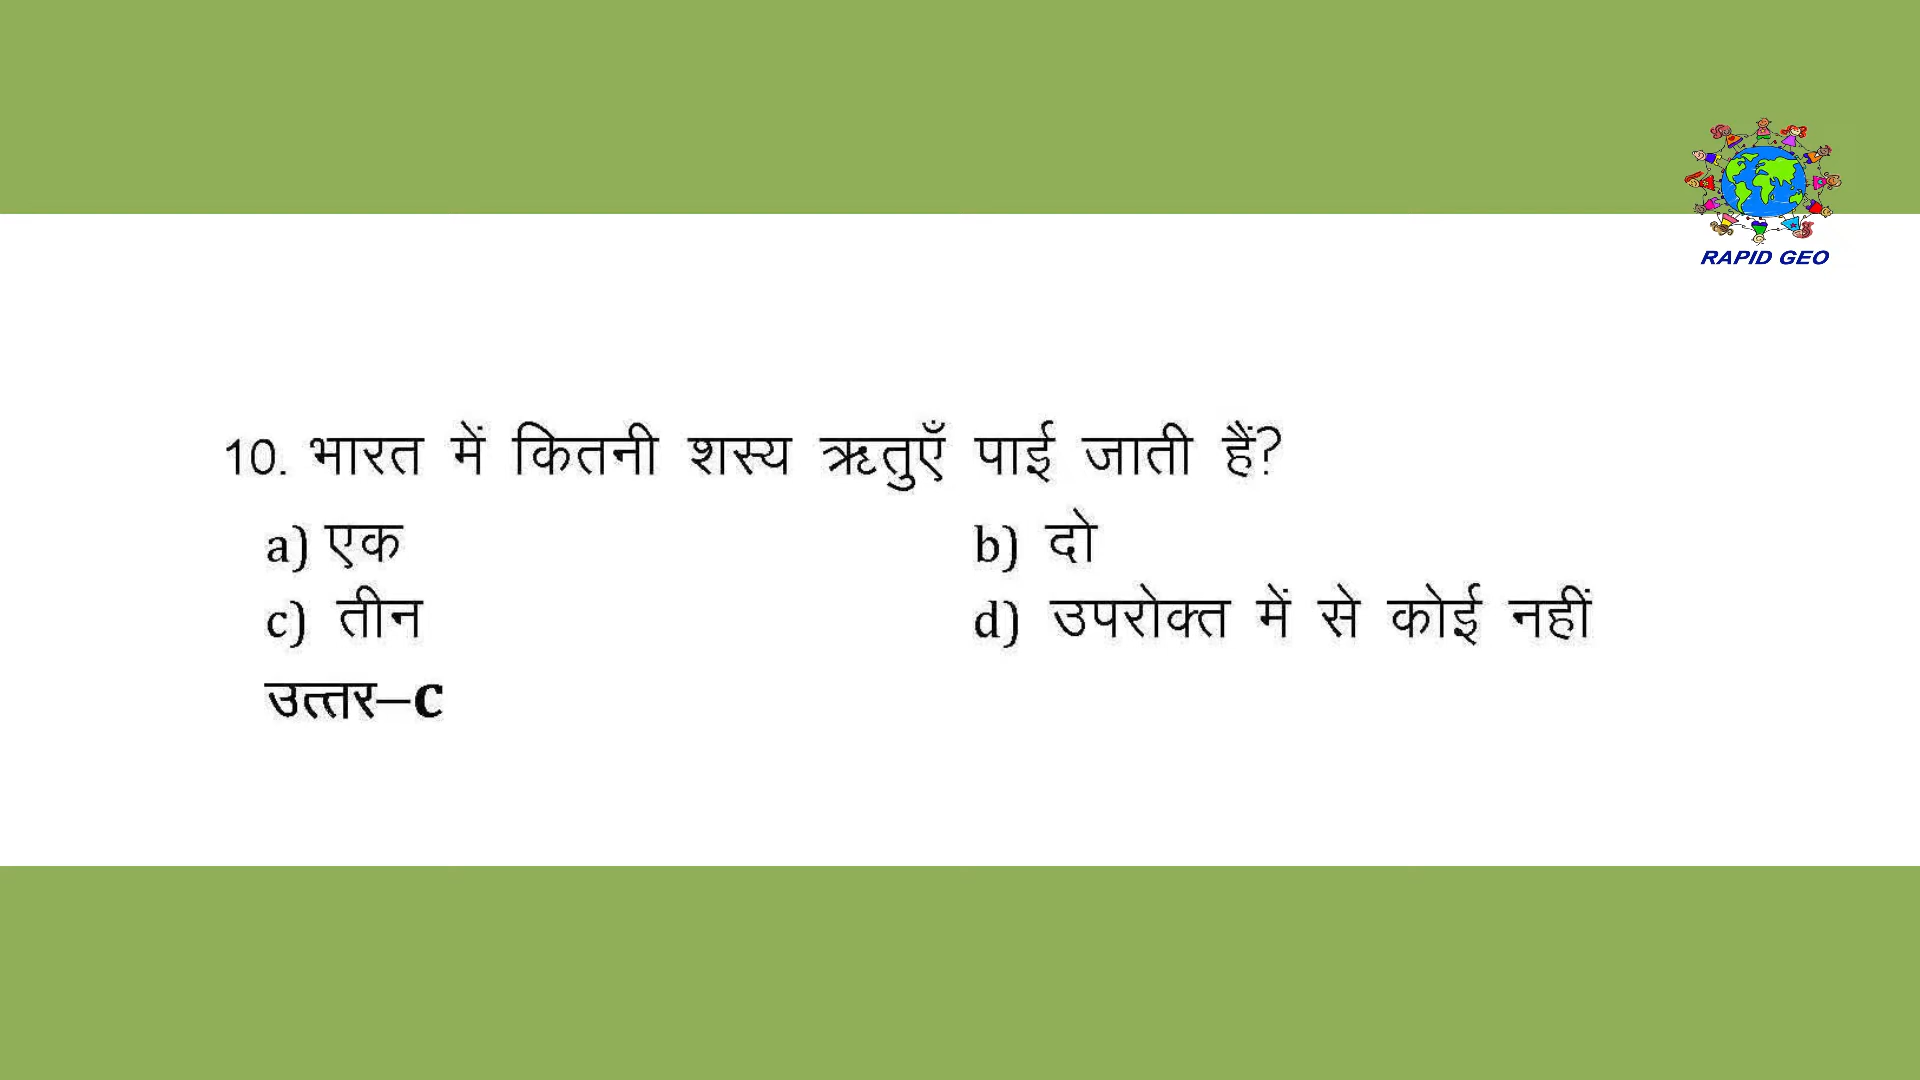 RAPID GEO
10. भारत में कितनी शस्य ऋतुएँ पाई जाती हैं?
a) एक b) दो
c) तीन d) उपरोक्त में से कोई नहीं
उत्तर–c